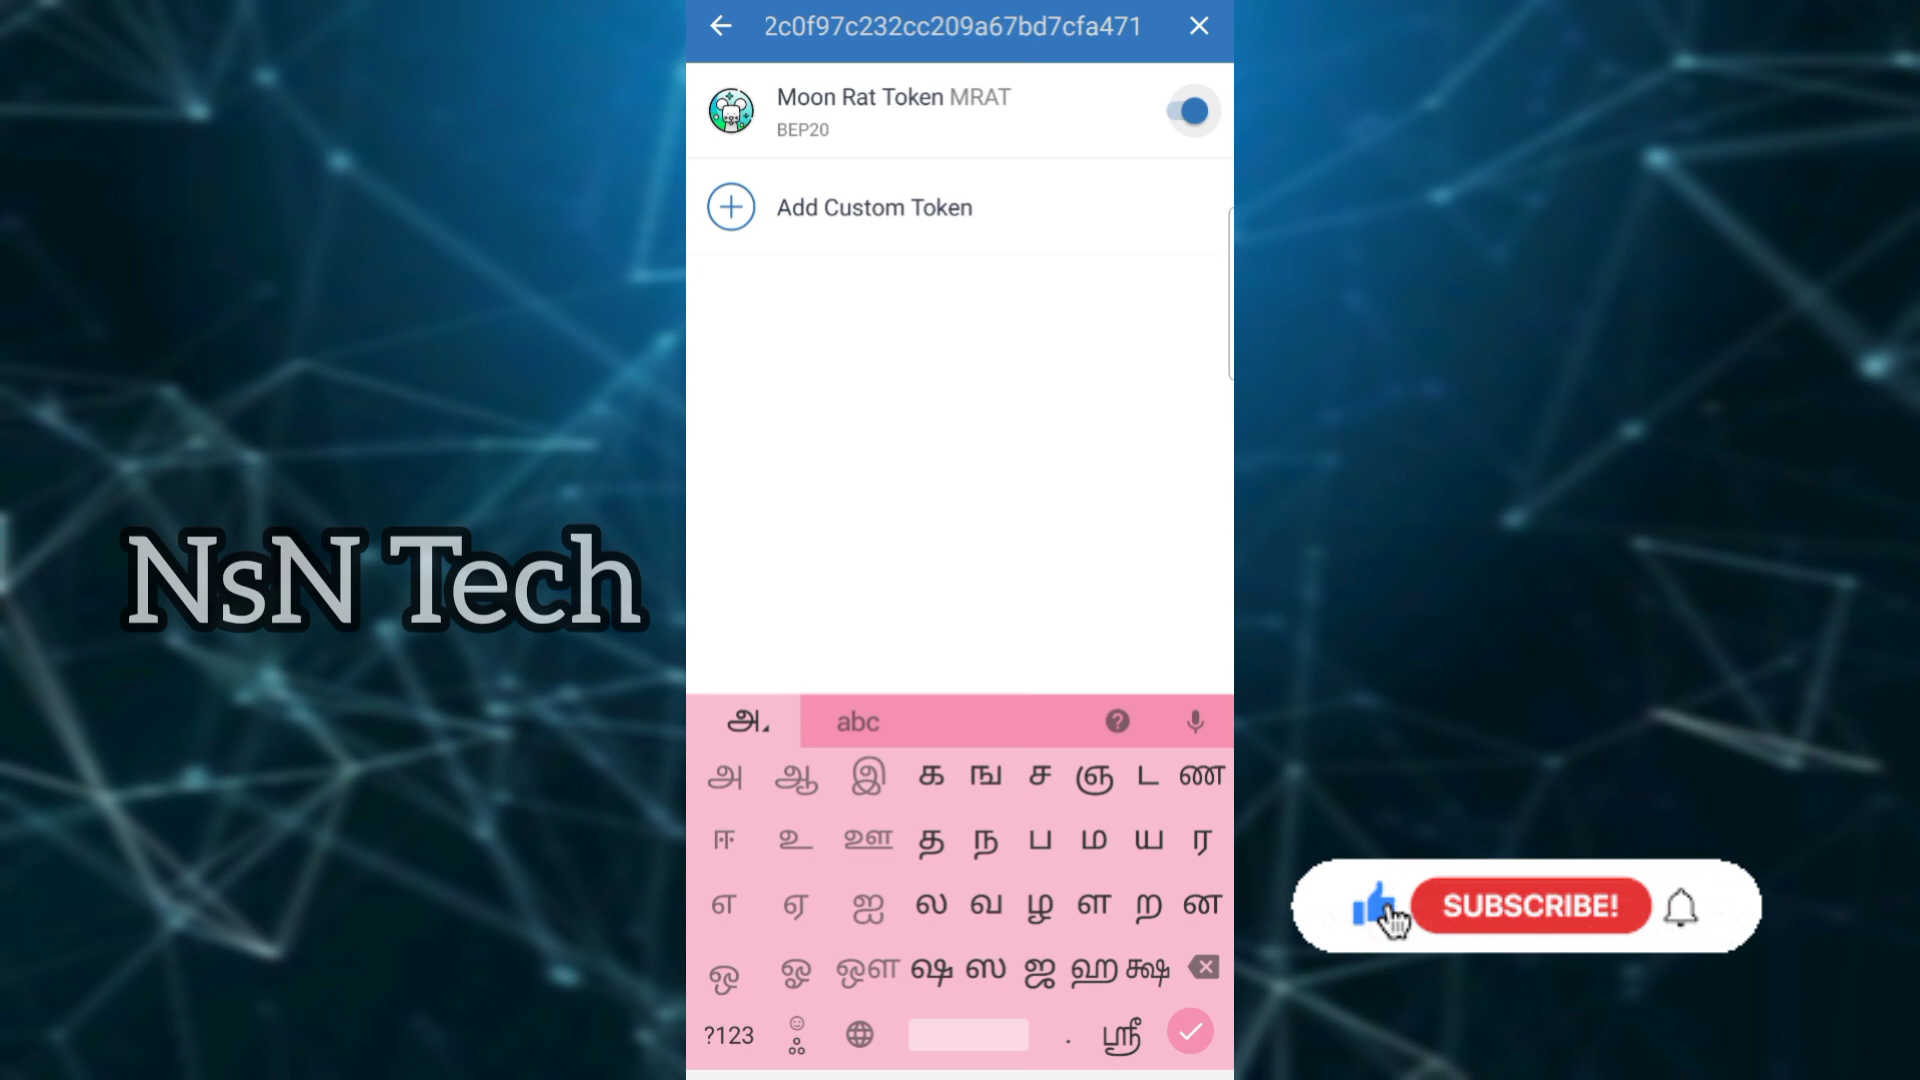 2c0f97c232cc209a67bd7cfa471
Moon Rat Token MRAT
BEP20
Add Custom Token
NsN Tech
அ abc
அ ஆ இ க ங ச ஞ ட ண
ஈ உ ஊ த ந ப ம ய ர
எ ஏ ஐ ல வ ழ ள ற ன
ஒ ஓ ஔ ஷ ஸ ஜ ஹ க்ஷ
?123 . ஸ்ரீ
SUBSCRIBE!